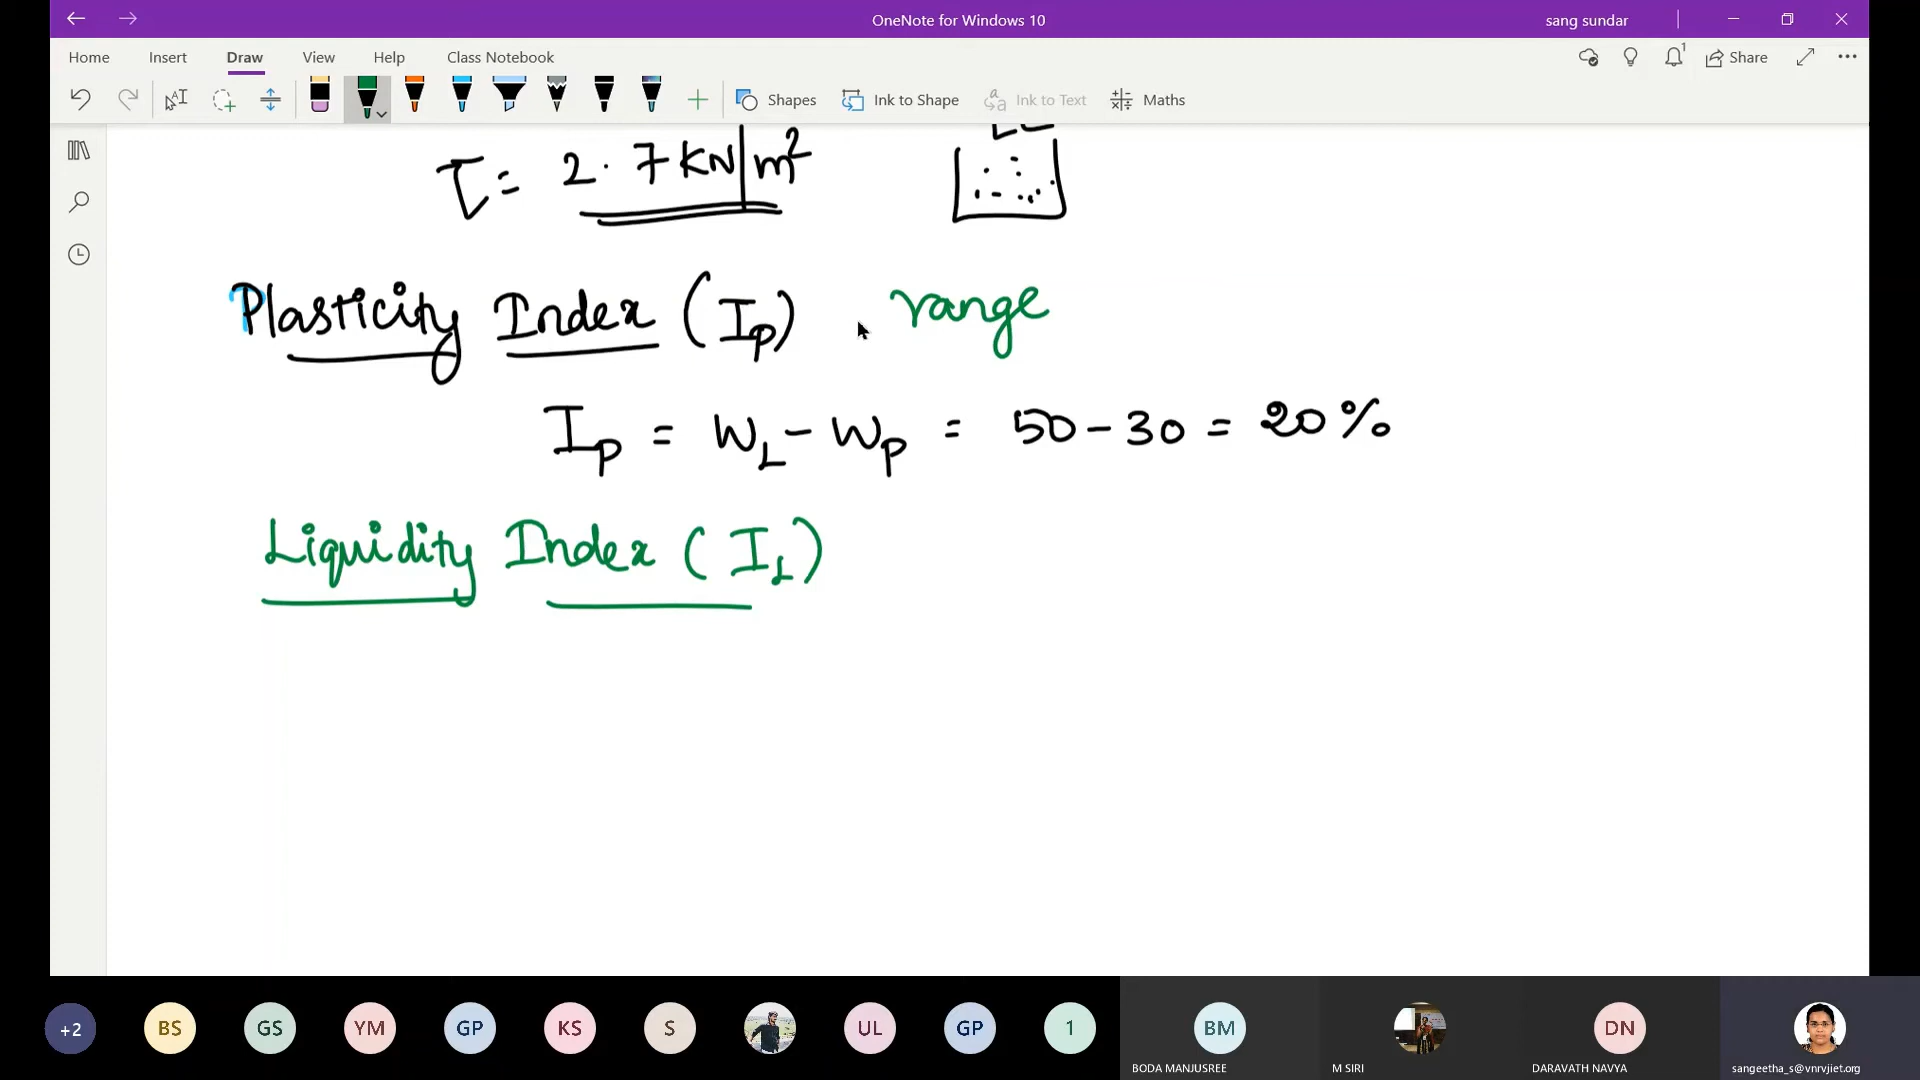 OneNote for Windows 10
sang sundar
Home Insert Draw View Help Class Notebook
1
Share
Shapes Ink to Shape Ink to Text Maths
τ = 2.7 KN/m²
Plasticity Index (Ip) range
Ip = WL - Wp = 50 - 30 = 20%
Liquidity Index (IL)
+2 BS GS YM GP KS S UL GP 1 BM DN
BODA MANJUSREE M SIRI DARAVATH NAVYA sangeetha_s@vnrvjiet.org